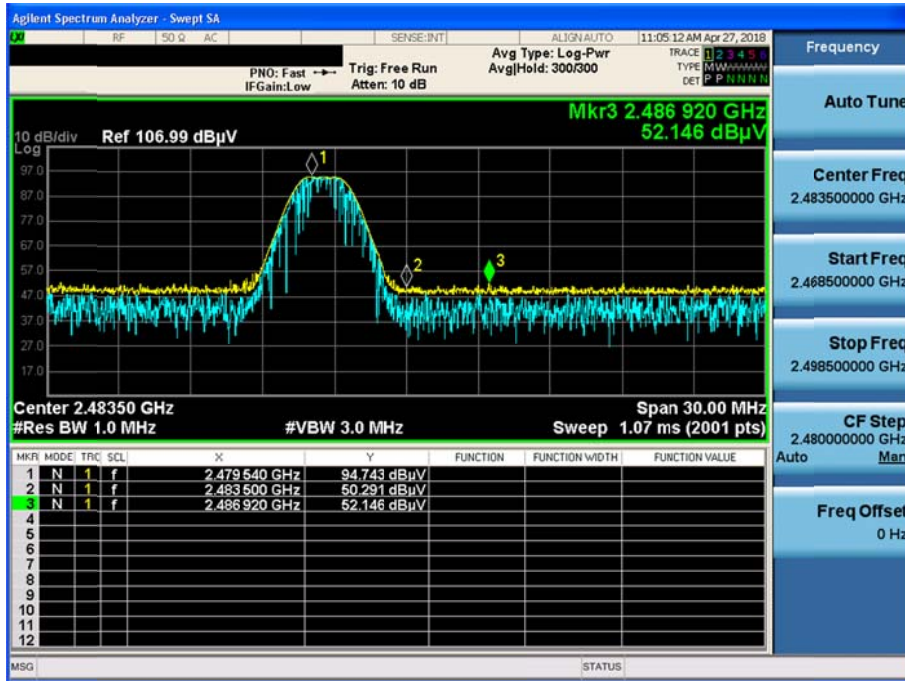 Agilent Spectrum Analyzer - Swept SA
RF 50 Ω AC SENSE:INT ALIGN AUTO 11:05:12 AM Apr 27, 2018
PNO: Fast IFGain:Low Trig: Free Run Atten: 10 dB Avg Type: Log-Pwr Avg|Hold: 300/300 TRACE 1 2 3 4 5 6
TYPE MWWWWW
DET P P N N N N
Mkr3 2.486 920 GHz
52.146 dBµV
10 dB/div Ref 106.99 dBµV
Log
97.0
87.0
77.0
67.0
57.0
47.0
37.0
27.0
17.0
1
2
3
Center 2.48350 GHz Span 30.00 MHz
#Res BW 1.0 MHz #VBW 3.0 MHz Sweep 1.07 ms (2001 pts)
MKR MODE TRC SCL X Y FUNCTION FUNCTION WIDTH FUNCTION VALUE
1 N 1 f 2.479 540 GHz 94.743 dBµV
2 N 1 f 2.483 500 GHz 50.291 dBµV
3 N 1 f 2.486 920 GHz 52.146 dBµV
4
5
6
7
8
9
10
11
12
MSG STATUS
Frequency
Auto Tune
Center Freq
2.483500000 GHz
Start Freq
2.468500000 GHz
Stop Freq
2.498500000 GHz
CF Step
2.480000000 GHz
Auto Man
Freq Offset
0 Hz